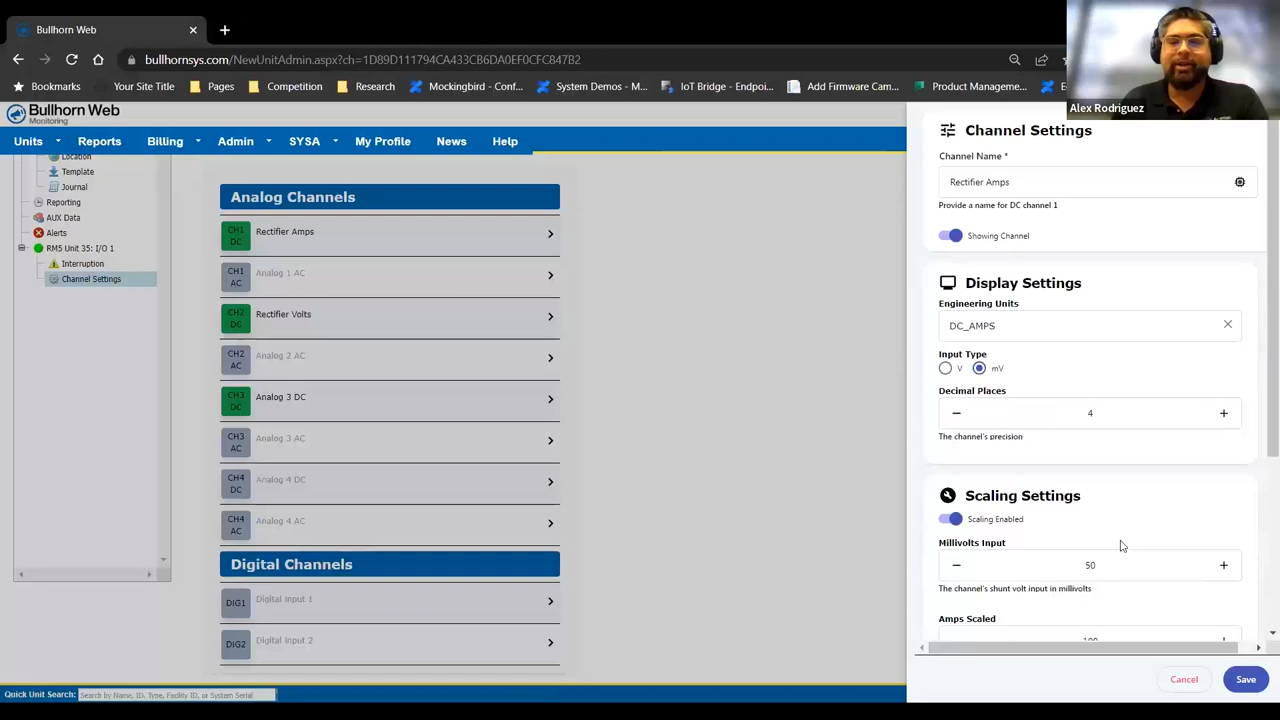 Bullhorn Web
bullhornsys.com/NewUnitAdmin.aspx?ch=1D89D111794CA433CB6DA0EF0CFC847B2
Bookmarks
Your Site Title
Pages
Competition
Research
Mockingbird - Conf...
System Demos - M...
IoT Bridge - Endpoi...
Add Firmware Cam...
Product Management...
Alex Rodriguez
Bullhorn Web
Monitoring
Units
Reports
Billing
Admin
SYSA
My Profile
News
Help
Location
Template
Journal
Reporting
AUX Data
Alerts
RM5 Unit 35: I/O 1
Interruption
Channel Settings
Analog Channels
CH1 DC Rectifier Amps
CH1 AC Analog 1 AC
CH2 DC Rectifier Volts
CH2 AC Analog 2 AC
CH3 DC Analog 3 DC
CH3 AC Analog 3 AC
CH4 DC Analog 4 DC
CH4 AC Analog 4 AC
Digital Channels
DIG1 Digital Input 1
DIG2 Digital Input 2
Channel Settings
Channel Name *
Rectifier Amps
Provide a name for DC channel 1
Showing Channel
Display Settings
Engineering Units
DC_AMPS
Input Type
V mV
Decimal Places
4
The channel's precision
Scaling Settings
Scaling Enabled
Millivolts Input
50
The channel's shunt volt input in millivolts
Amps Scaled
100
Cancel
Save
Quick Unit Search: Search by Name, ID, Type, Facility ID, or System Serial